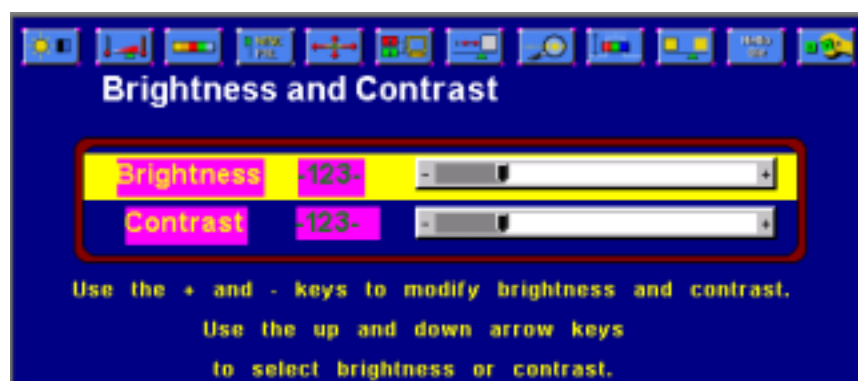 Brightness and Contrast
Brightness -123- - +
Contrast -123- - +
Use the + and - keys to modify brightness and contrast.
Use the up and down arrow keys
to select brightness or contrast.